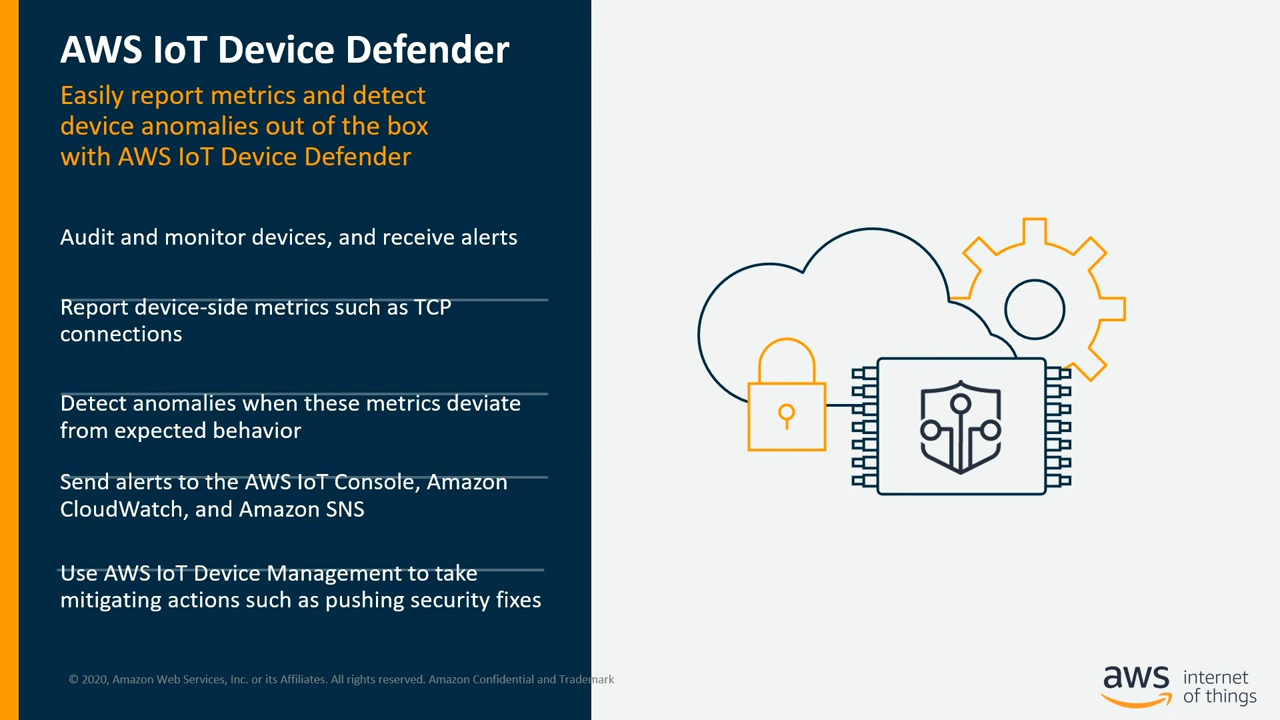 AWS IoT Device Defender
Easily report metrics and detect
device anomalies out of the box
with AWS IoT Device Defender
Audit and monitor devices, and receive alerts
Report device-side metrics such as TCP
connections
Detect anomalies when these metrics deviate
from expected behavior
Send alerts to the AWS IoT Console, Amazon
CloudWatch, and Amazon SNS
Use AWS IoT Device Management to take
mitigating actions such as pushing security fixes
© 2020, Amazon Web Services, Inc. or its Affiliates. All rights reserved. Amazon Confidential and Trademark
aws internet
of things